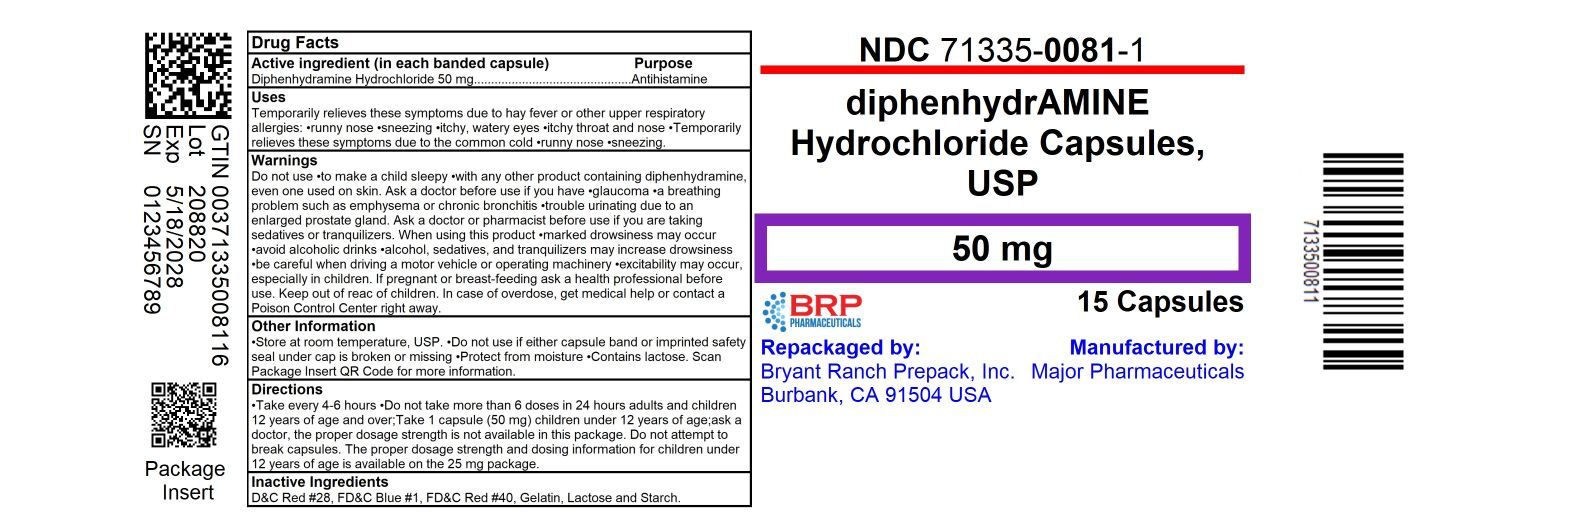 GTIN 00371335008116
Lot 208820
Exp 5/18/2028
SN 0123456789
Package
Insert
Drug Facts
Active ingredient (in each banded capsule) Purpose
Diphenhydramine Hydrochloride 50 mg..............................................Antihistamine
Uses
Temporarily relieves these symptoms due to hay fever or other upper respiratory
allergies: •runny nose •sneezing •itchy, watery eyes •itchy throat and nose •Temporarily
relieves these symptoms due to the common cold •runny nose •sneezing.
Warnings
Do not use •to make a child sleepy •with any other product containing diphenhydramine,
even one used on skin. Ask a doctor before use if you have •glaucoma •a breathing
problem such as emphysema or chronic bronchitis •trouble urinating due to an
enlarged prostate gland. Ask a doctor or pharmacist before use if you are taking
sedatives or tranquilizers. When using this product •marked drowsiness may occur
•avoid alcoholic drinks •alcohol, sedatives, and tranquilizers may increase drowsiness
•be careful when driving a motor vehicle or operating machinery •excitability may occur,
especially in children. If pregnant or breast-feeding ask a health professional before
use. Keep out of reac of children. In case of overdose, get medical help or contact a
Poison Control Center right away.
Other Information
•Store at room temperature, USP. •Do not use if either capsule band or imprinted safety
seal under cap is broken or missing •Protect from moisture •Contains lactose. Scan
Package Insert QR Code for more information.
Directions
•Take every 4-6 hours •Do not take more than 6 doses in 24 hours adults and children
12 years of age and over;Take 1 capsule (50 mg) children under 12 years of age;ask a
doctor, the proper dosage strength is not available in this package. Do not attempt to
break capsules. The proper dosage strength and dosing information for children under
12 years of age is available on the 25 mg package.
Inactive Ingredients
D&C Red #28, FD&C Blue #1, FD&C Red #40, Gelatin, Lactose and Starch.
NDC 71335-0081-1
diphenhydrAMINE
Hydrochloride Capsules,
USP
50 mg
BRP
PHARMACEUTICALS
15 Capsules
Repackaged by:
Bryant Ranch Prepack, Inc.
Burbank, CA 91504 USA
Manufactured by:
Major Pharmaceuticals
7133500811